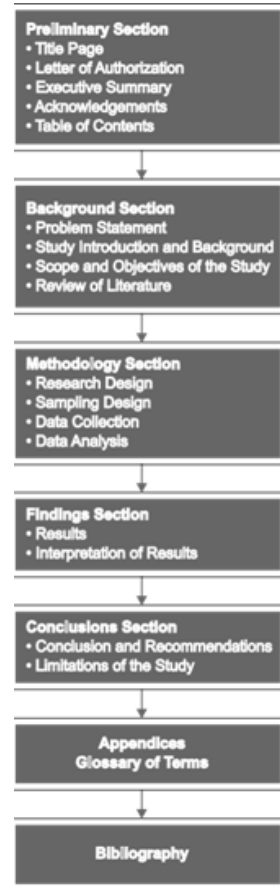 Preliminary Section
• Title Page
• Letter of Authorization
• Executive Summary
• Acknowledgements
• Table of Contents
Background Section
• Problem Statement
• Study Introduction and Background
• Scope and Objectives of the Study
• Review of Literature
Methodology Section
• Research Design
• Sampling Design
• Data Collection
• Data Analysis
Findings Section
• Results
• Interpretation of Results
Conclusions Section
• Conclusion and Recommendations
• Limitations of the Study
Appendices
Glossary of Terms
Bibliography